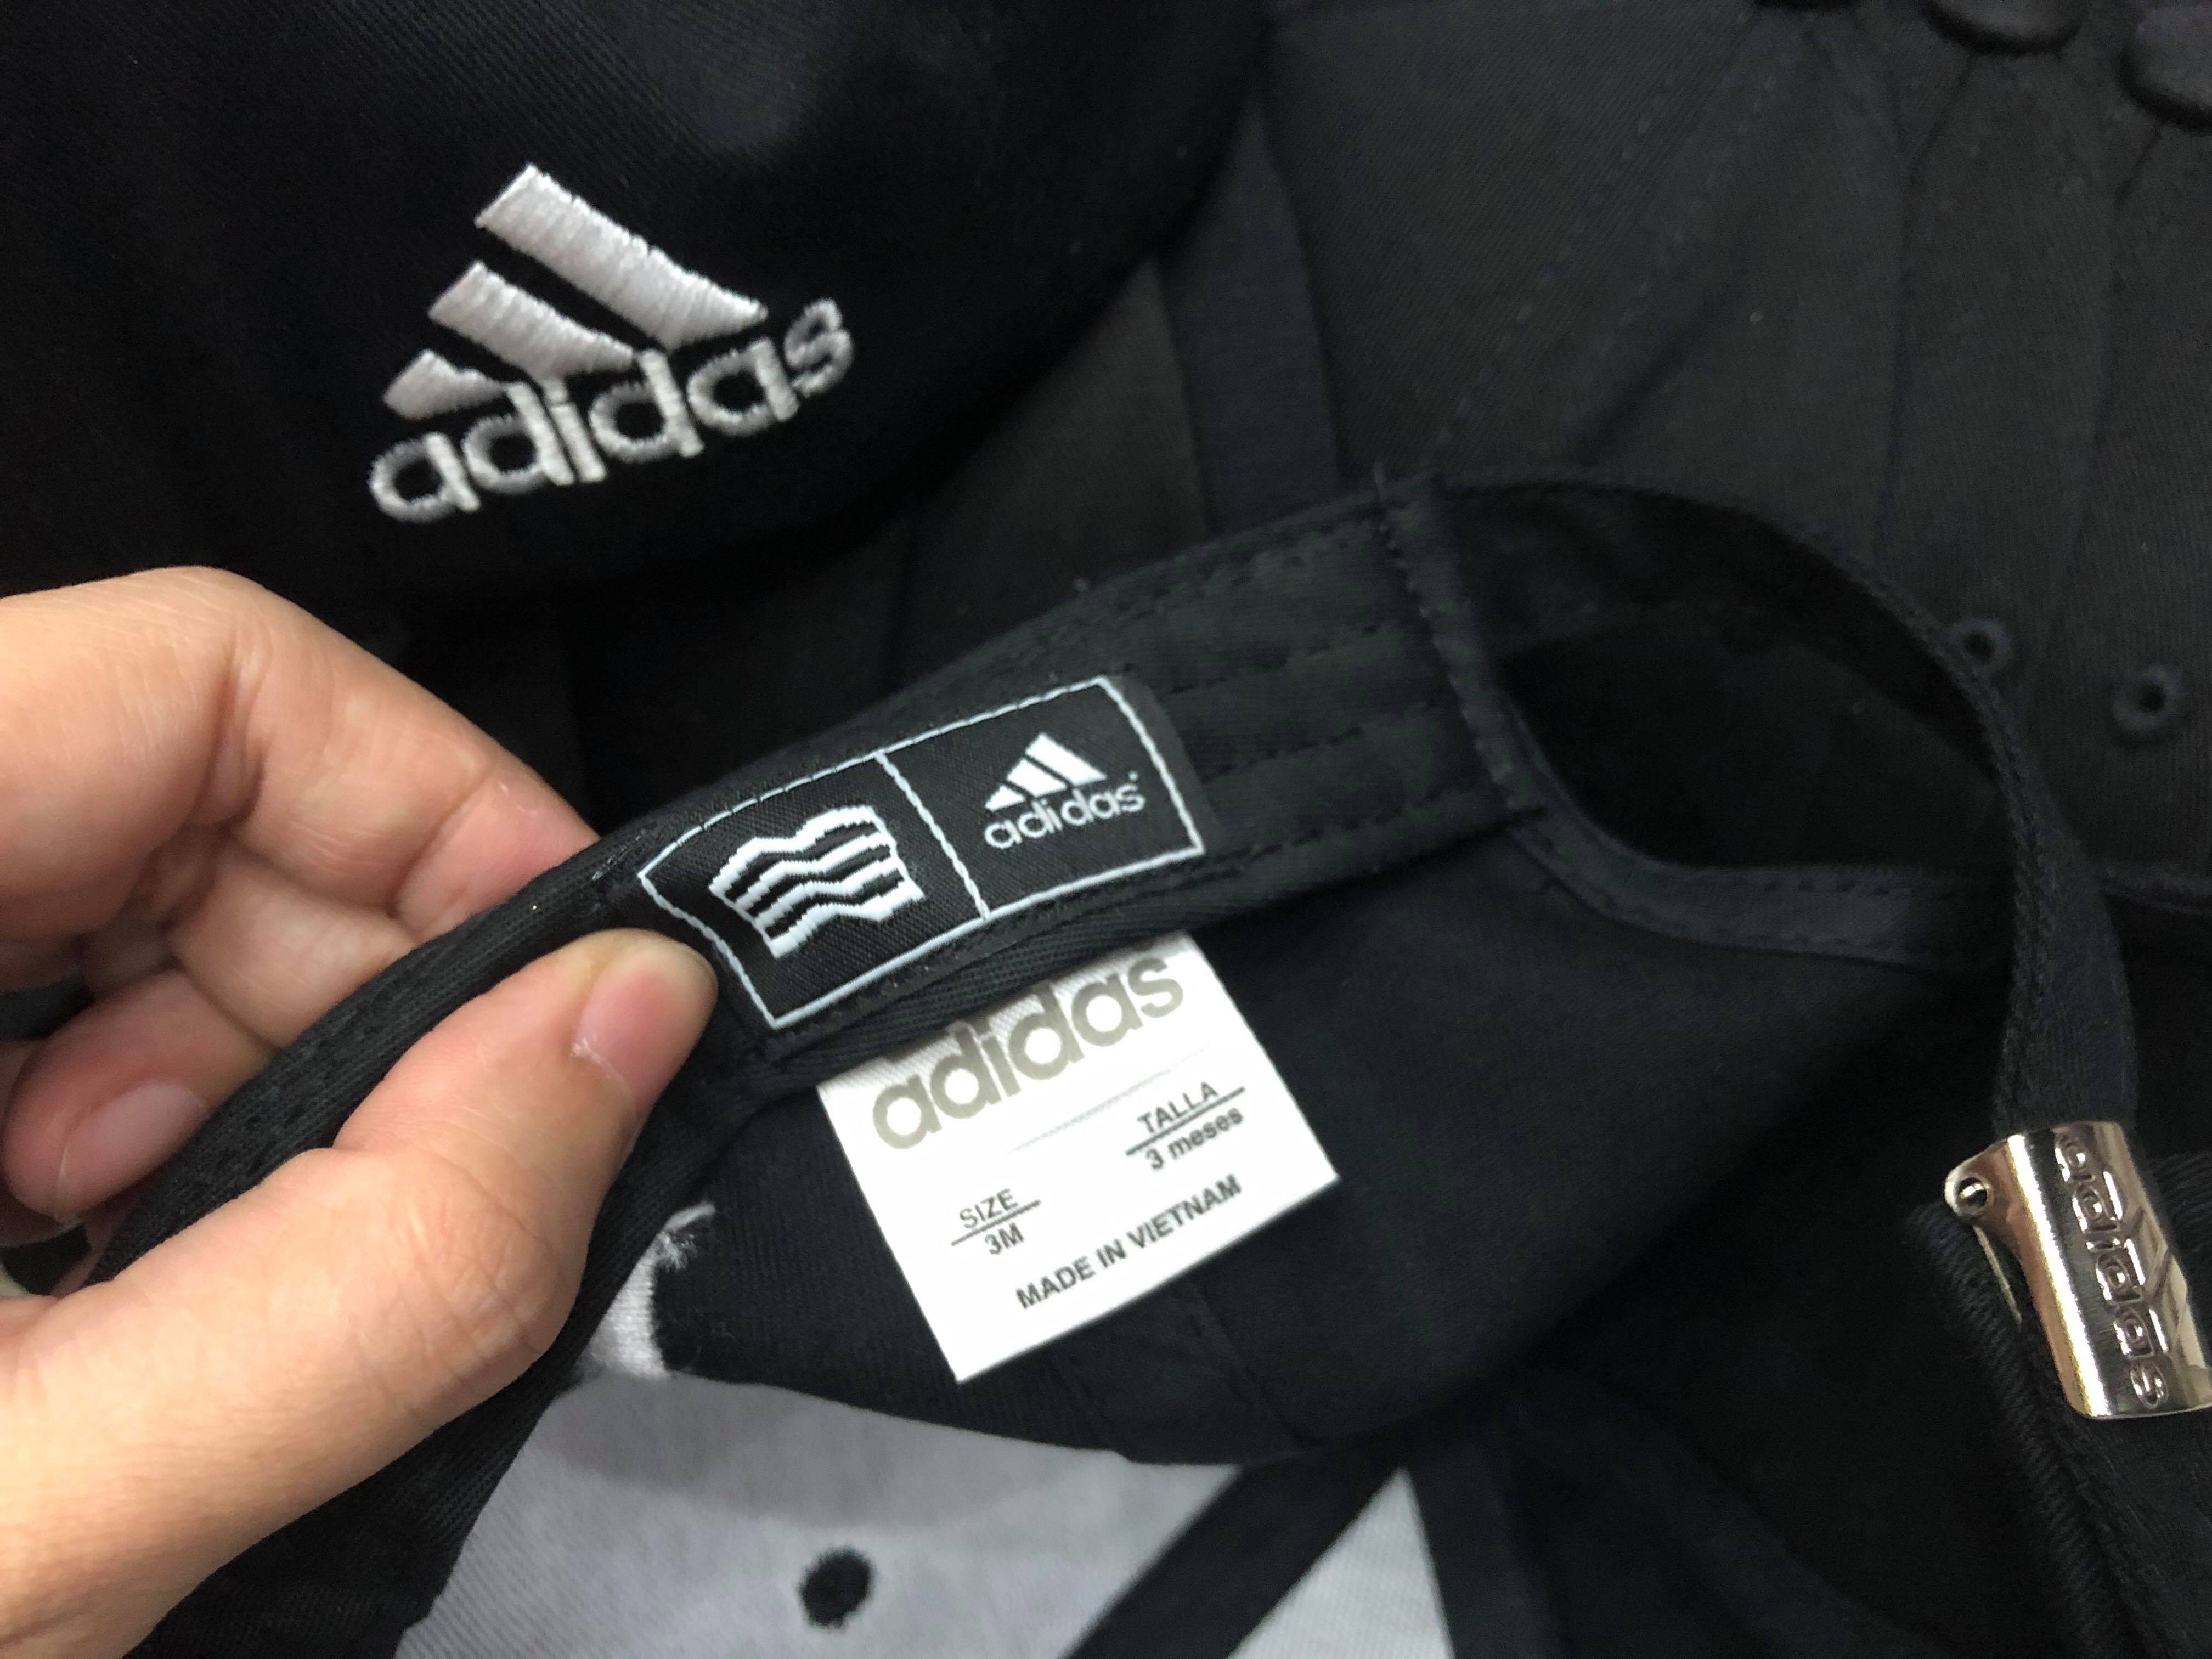 adidas
adidas
adidas
TALLA
3 meses
SIZE
3M
MADE IN VIETNAM
adidas